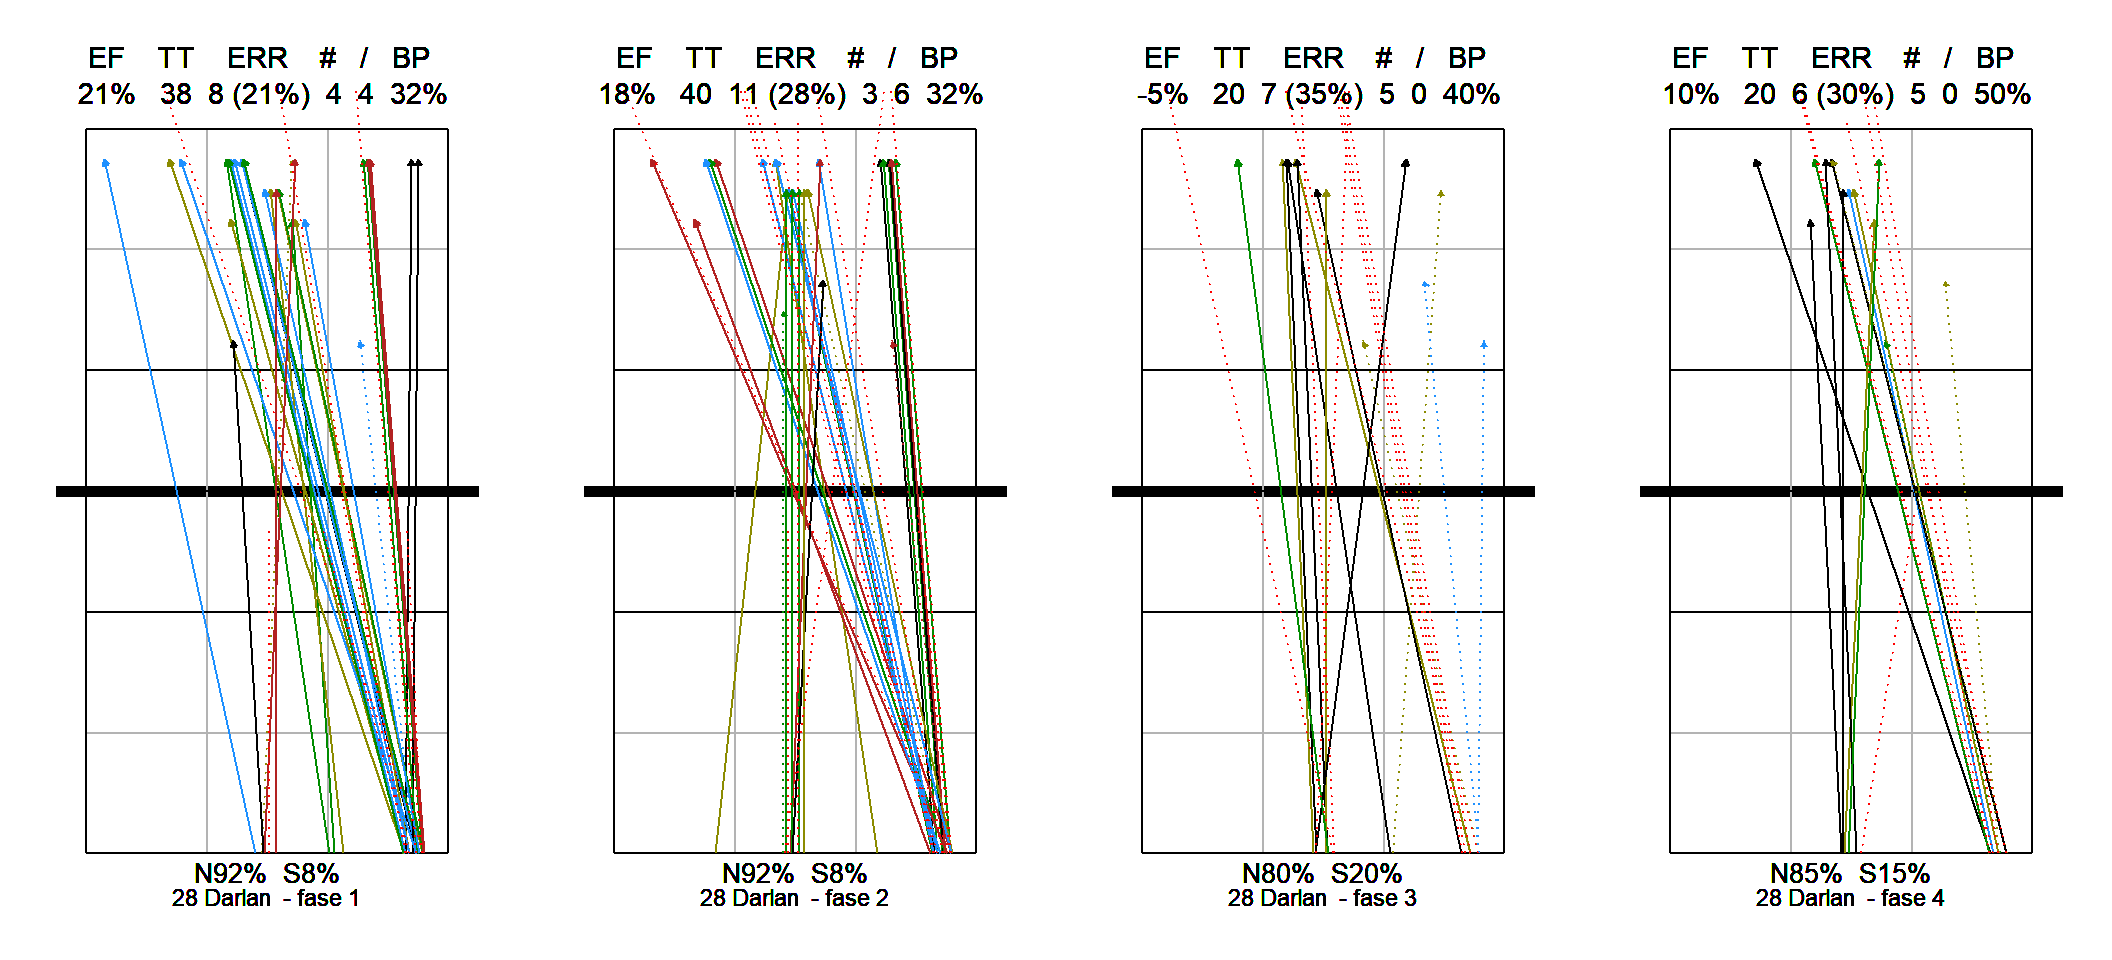 EF TT ERR # / BP
21% 38 8 (21%) 4 4 32%
N92% S8%
28 Darlan - fase 1
EF TT ERR # / BP
18% 40 11 (28%) 3 6 32%
N92% S8%
28 Darlan - fase 2
EF TT ERR # / BP
-5% 20 7 (35%) 5 0 40%
N80% S20%
28 Darlan - fase 3
EF TT ERR # / BP
10% 20 6 (30%) 5 0 50%
N85% S15%
28 Darlan - fase 4